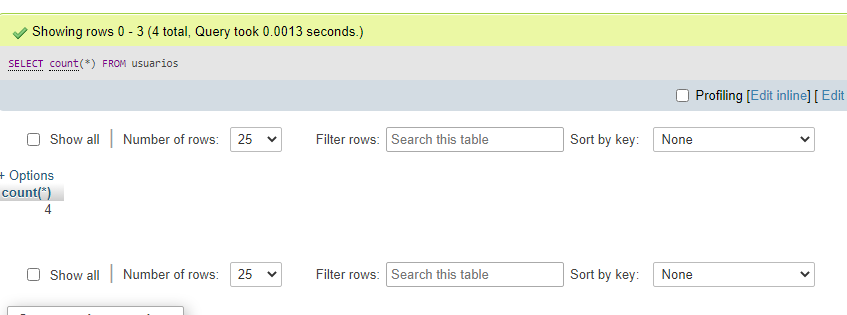 Showing rows 0 - 3 (4 total, Query took 0.0013 seconds.)
SELECT count(*) FROM usuarios
Profiling [Edit inline] [ Edit
Show all | Number of rows: 25 Filter rows: Search this table Sort by key: None
+ Options
count(*)
4
Show all | Number of rows: 25 Filter rows: Search this table Sort by key: None